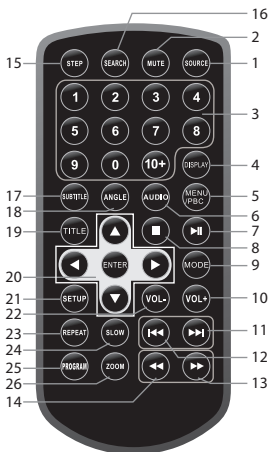 16
2
15 STEP SEARCH MUTE SOURCE 1
1 2 3 4
3
5 6 7 8
9 0 10+ DISPLAY 4
17 SUBTITLE ANGLE AUDIO MENU /PBC 5
18 6
19 TITLE 7
8
20 ENTER MODE 9
21 SETUP VOL- VOL+ 10
22
23 REPEAT SLOW 11
24 12
25 PROGRAM ZOOM
26 13
14